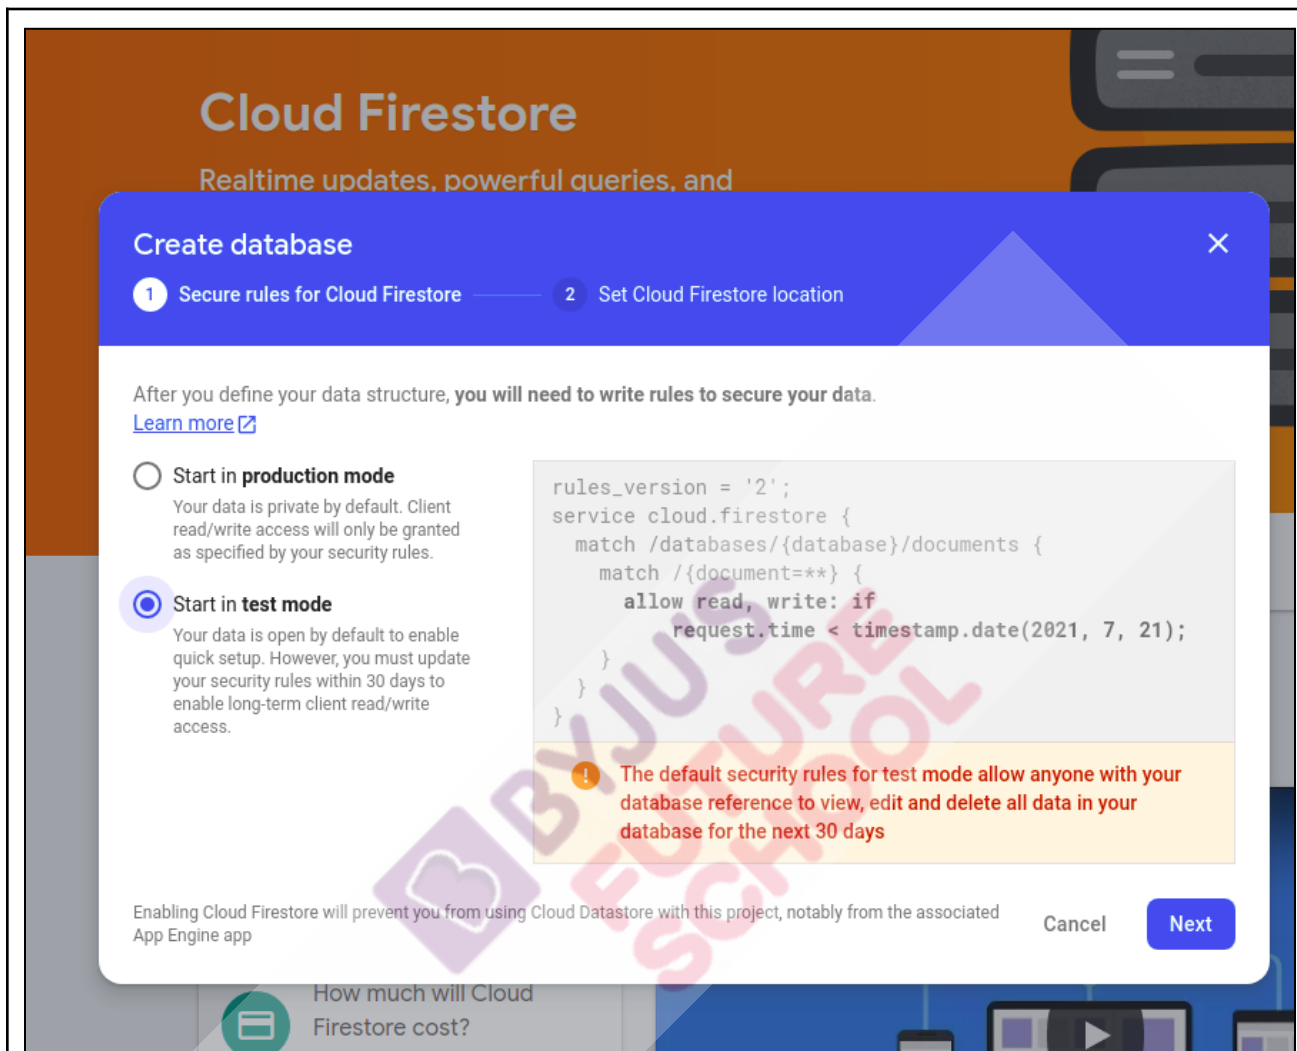 Cloud Firestore
Realtime updates, powerful queries, and
Create database
1 Secure rules for Cloud Firestore
2 Set Cloud Firestore location
After you define your data structure, you will need to write rules to secure your data.
Learn more
Start in production mode
Your data is private by default. Client
read/write access will only be granted
as specified by your security rules.
Start in test mode
Your data is open by default to enable
quick setup. However, you must update
your security rules within 30 days to
enable long-term client read/write
access.
rules_version = '2';
service cloud.firestore {
match /databases/{database}/documents {
match /{document=**} {
allow read, write: if
request.time < timestamp.date(2021, 7, 21);
}
}
}
! The default security rules for test mode allow anyone with your
database reference to view, edit and delete all data in your
database for the next 30 days
BYJU'S
FUTURE
SCHOOL
Enabling Cloud Firestore will prevent you from using Cloud Datastore with this project, notably from the associated
App Engine app
Cancel
Next
How much will Cloud
Firestore cost?